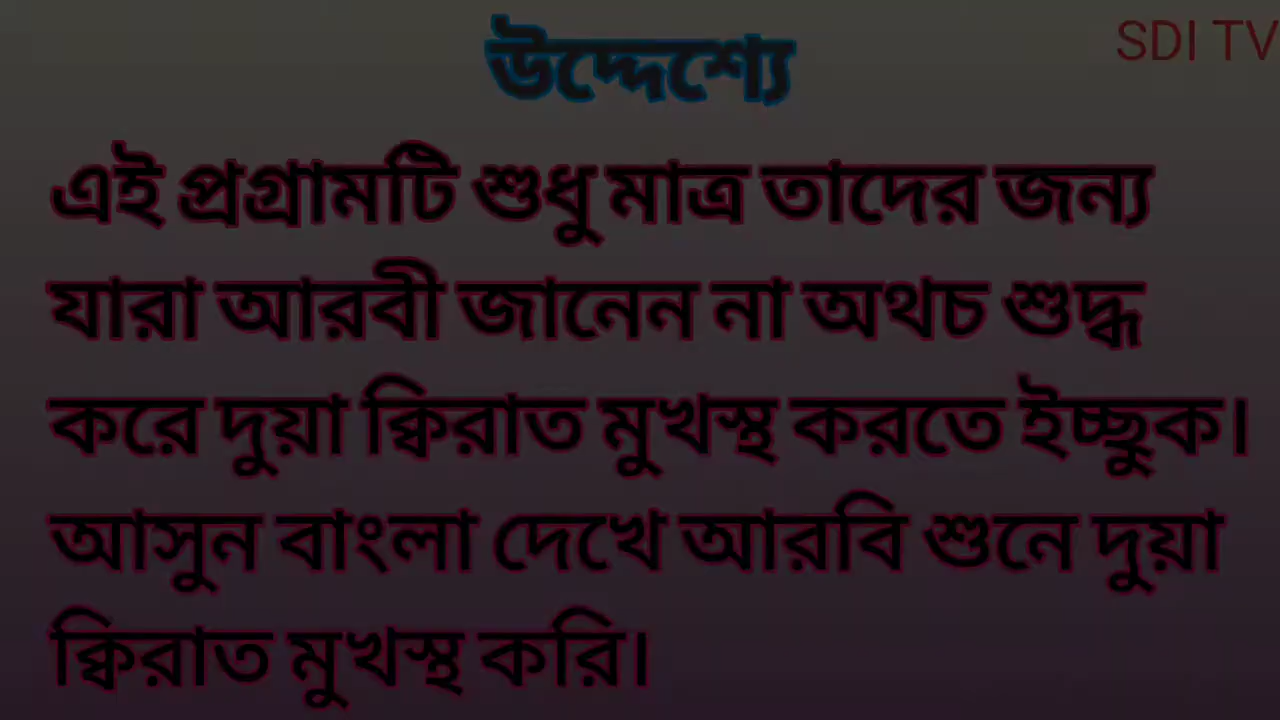 উদ্দেশ্যে
SDI TV
এই প্রগ্রামটি শুধু মাত্র তাদের জন্য
যারা আরবী জানেন না অথচ শুদ্ধ
করে দুয়া ক্বিরাত মুখস্থ করতে ইচ্ছুক।
আসুন বাংলা দেখে আরবি শুনে দুয়া
ক্বিরাত মুখস্থ করি।